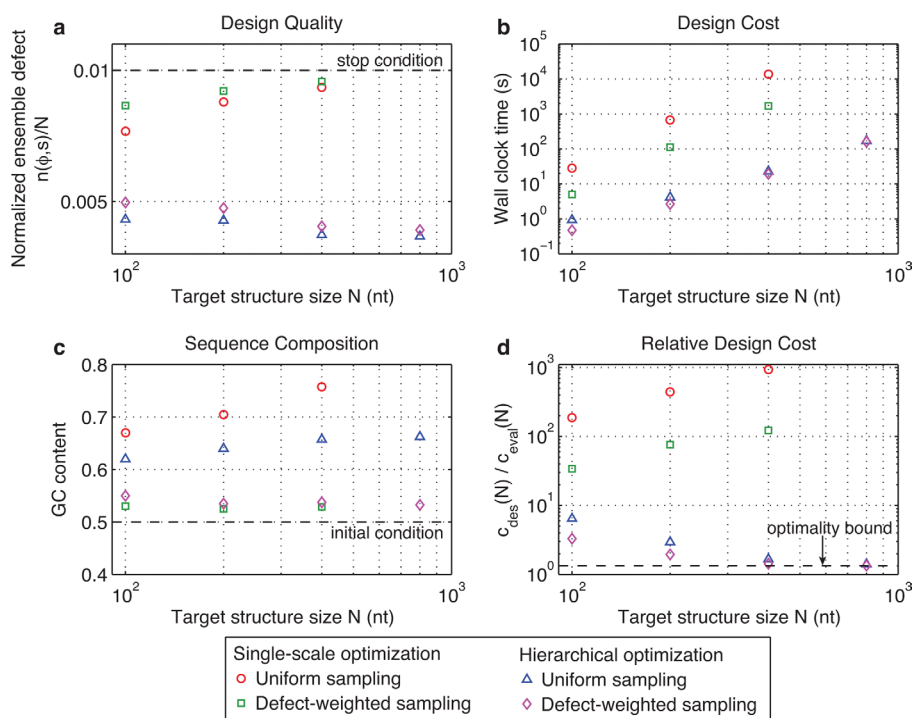 a
Design Quality
Normalized ensemble defect
n(ϕ,s)/N
0.01
0.005
stop condition
10²
10³
Target structure size N (nt)
b
Design Cost
Wall clock time (s)
10⁵
10⁴
10³
10²
10¹
10⁰
10⁻¹
10²
10³
Target structure size N (nt)
c
Sequence Composition
GC content
0.8
0.7
0.6
0.5
0.4
initial condition
10²
10³
Target structure size N (nt)
d
Relative Design Cost
c_des(N) / c_eval(N)
10³
10²
10¹
10⁰
optimality bound
10²
10³
Target structure size N (nt)
Single-scale optimization
Uniform sampling
Defect-weighted sampling
Hierarchical optimization
Uniform sampling
Defect-weighted sampling